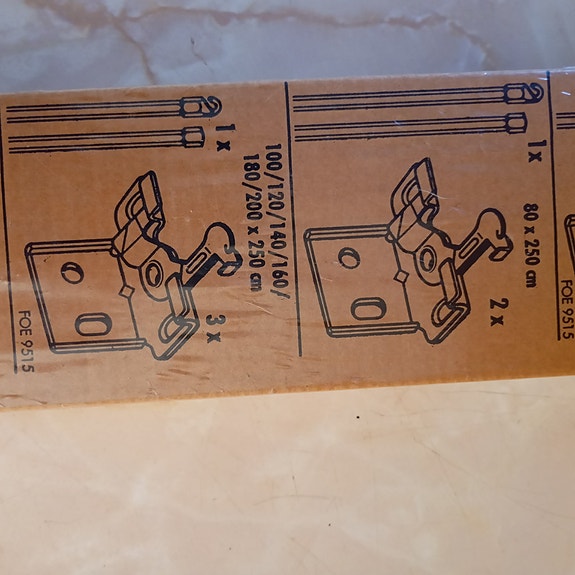 FOE 9515
1 x
80 x 250 cm
2 x
100/120/140/160/
180/200 x 250 cm
1 x
3 x
FOE 9515